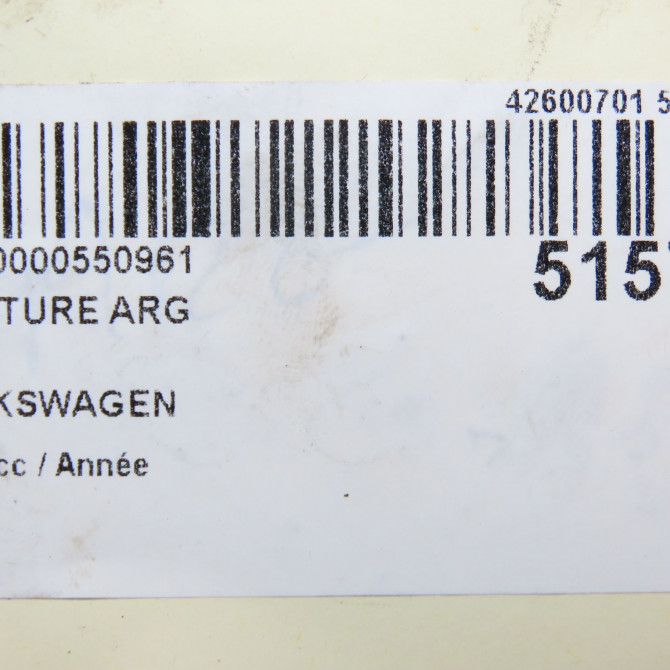 42600701 5
0000550961
515
TURE ARG
KSWAGEN
cc / Année